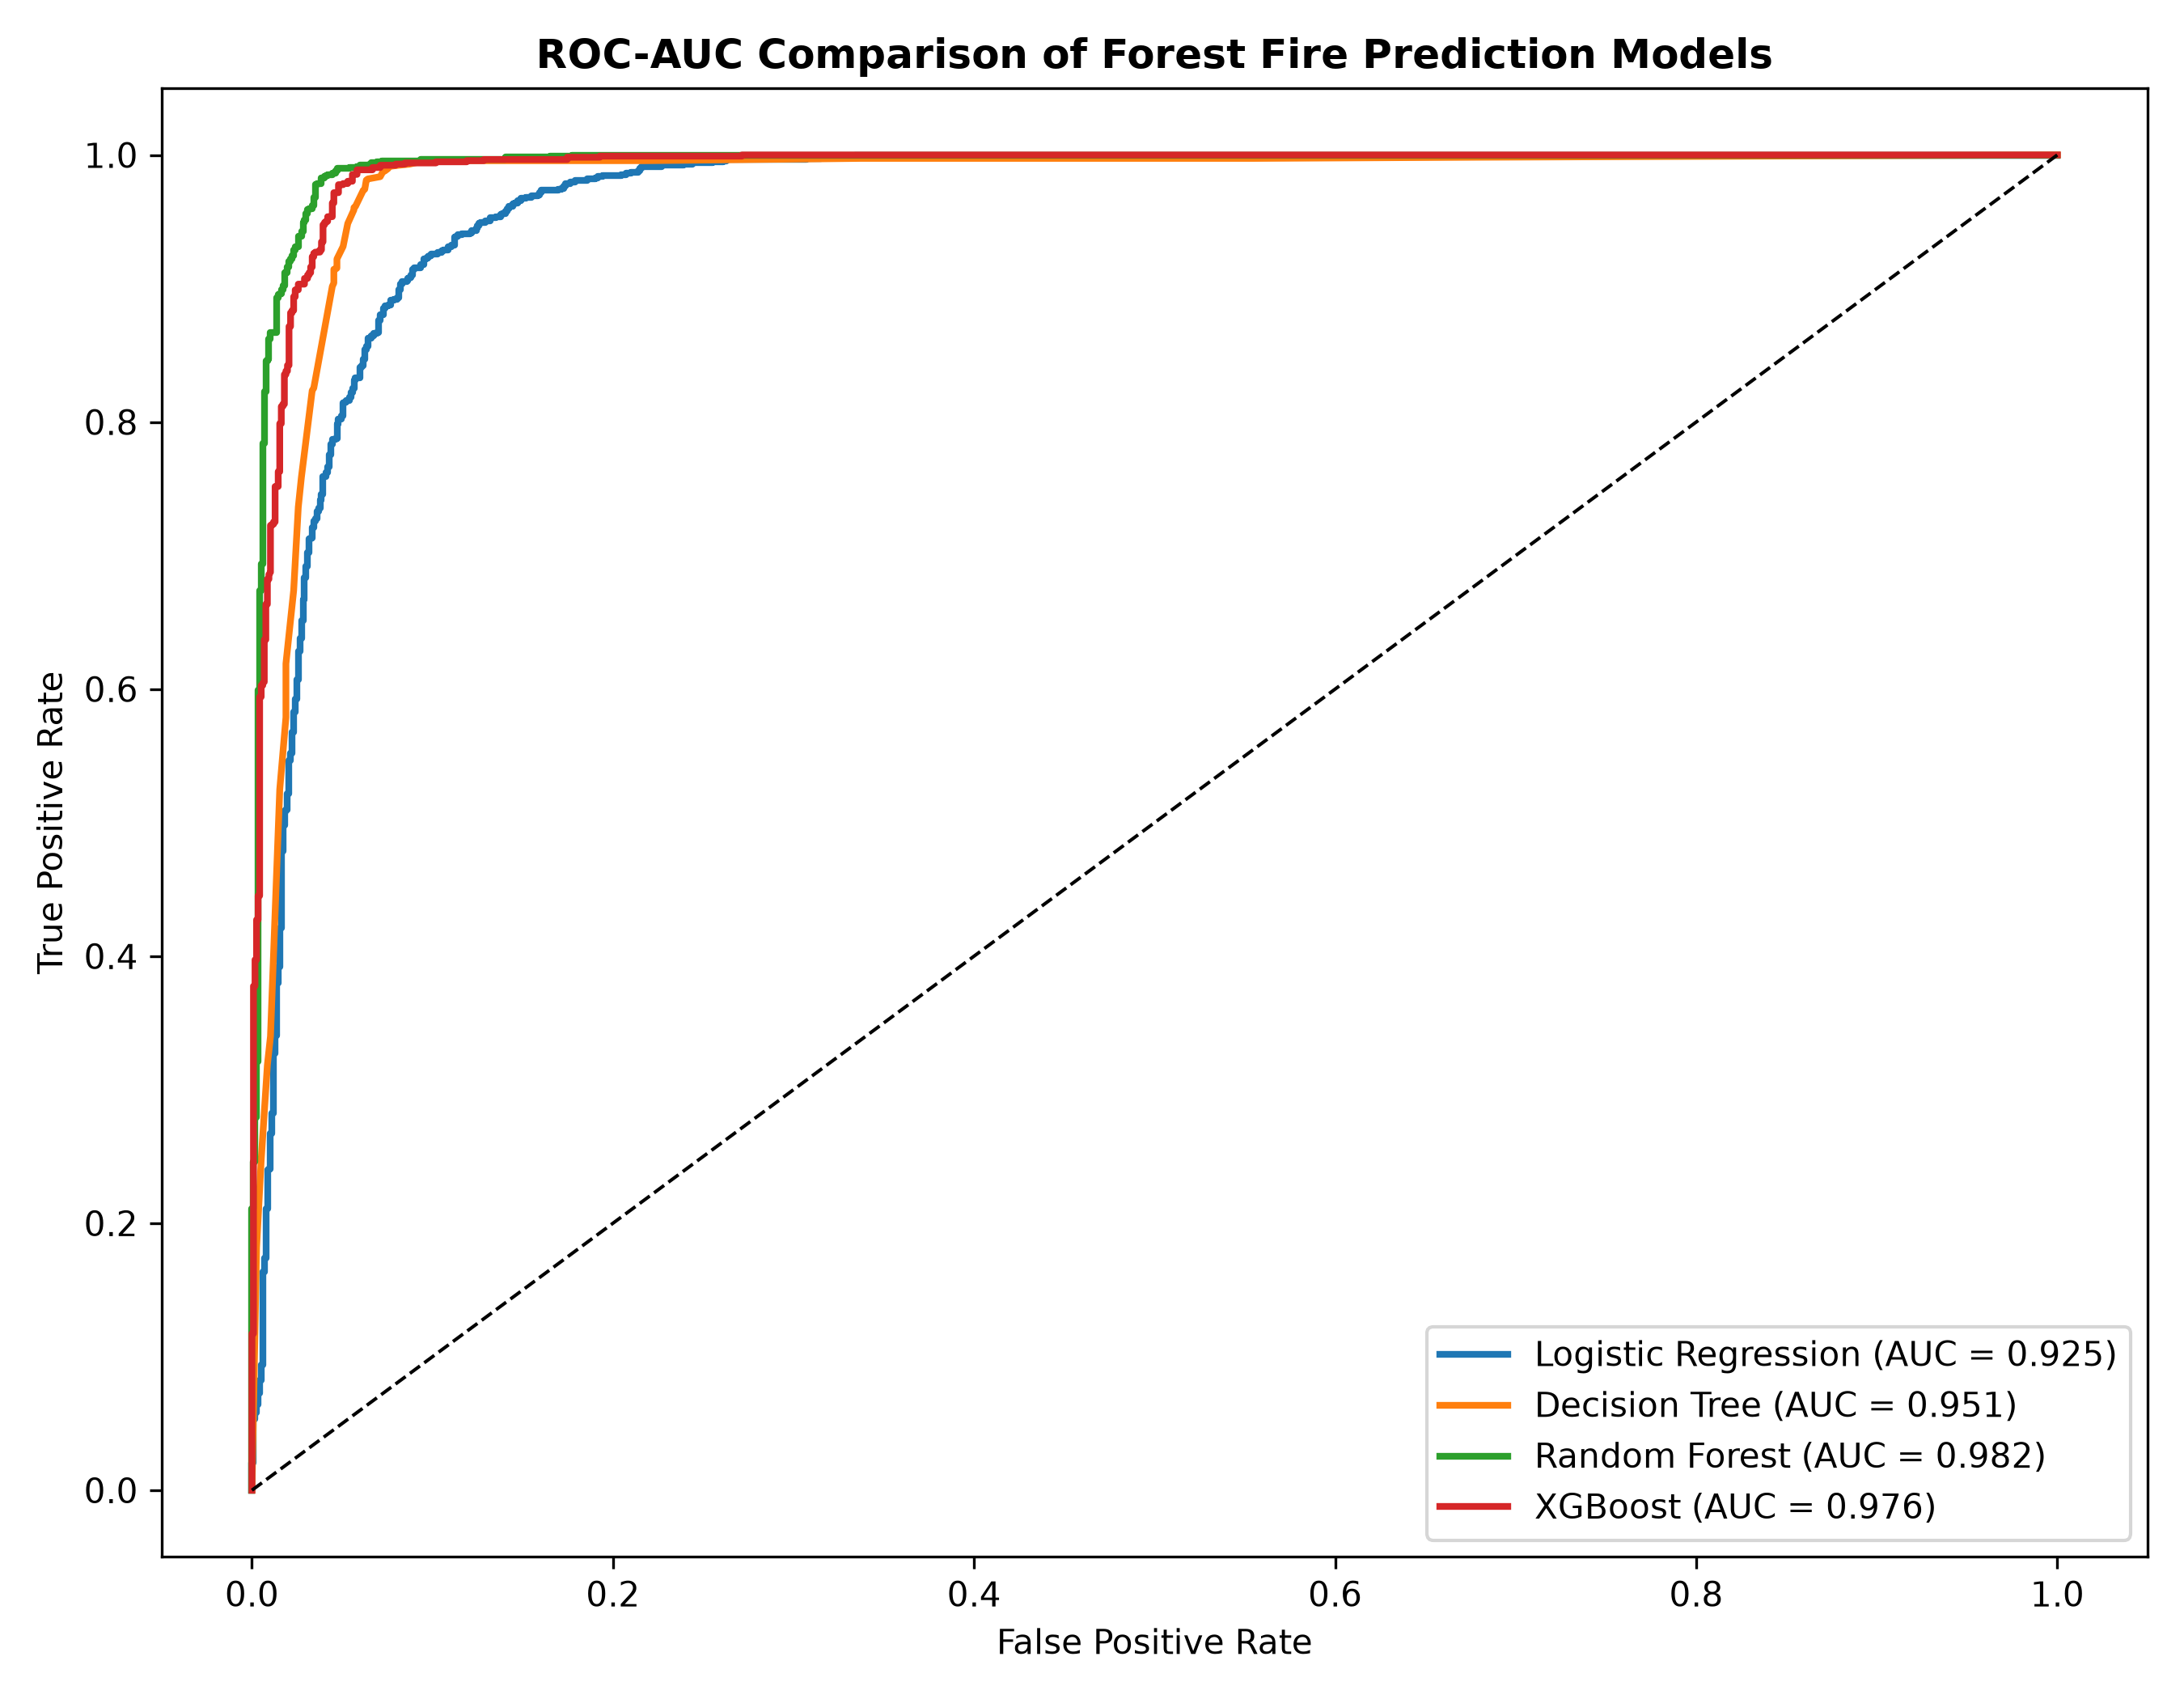 ROC-AUC Comparison of Forest Fire Prediction Models
True Positive Rate
1.0
0.8
0.6
0.4
0.2
0.0
0.0 0.2 0.4 0.6 0.8 1.0
False Positive Rate
Logistic Regression (AUC = 0.925)
Decision Tree (AUC = 0.951)
Random Forest (AUC = 0.982)
XGBoost (AUC = 0.976)